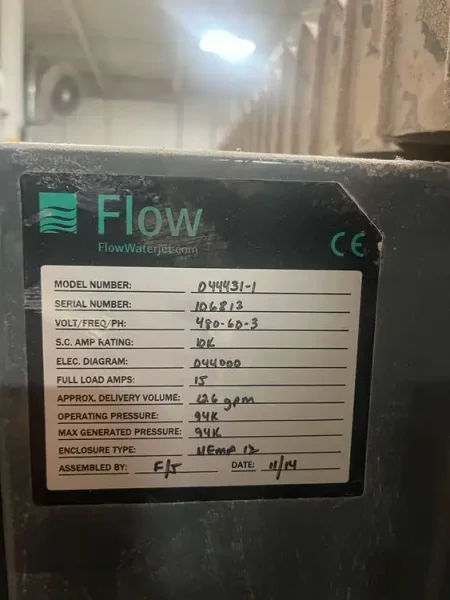 Flow
FlowWaterjet.com
CE
MODEL NUMBER: 044431-1
SERIAL NUMBER: 106813
VOLT/FREQ/PH: 480-60-3
S.C. AMP RATING: 10K
ELEC. DIAGRAM: 044000
FULL LOAD AMPS: 15
APPROX. DELIVERY VOLUME: gpm
OPERATING PRESSURE: 94K
MAX GENERATED PRESSURE: 94K
ENCLOSURE TYPE: NEMA 12
ASSEMBLED BY: F/J DATE: 11/14